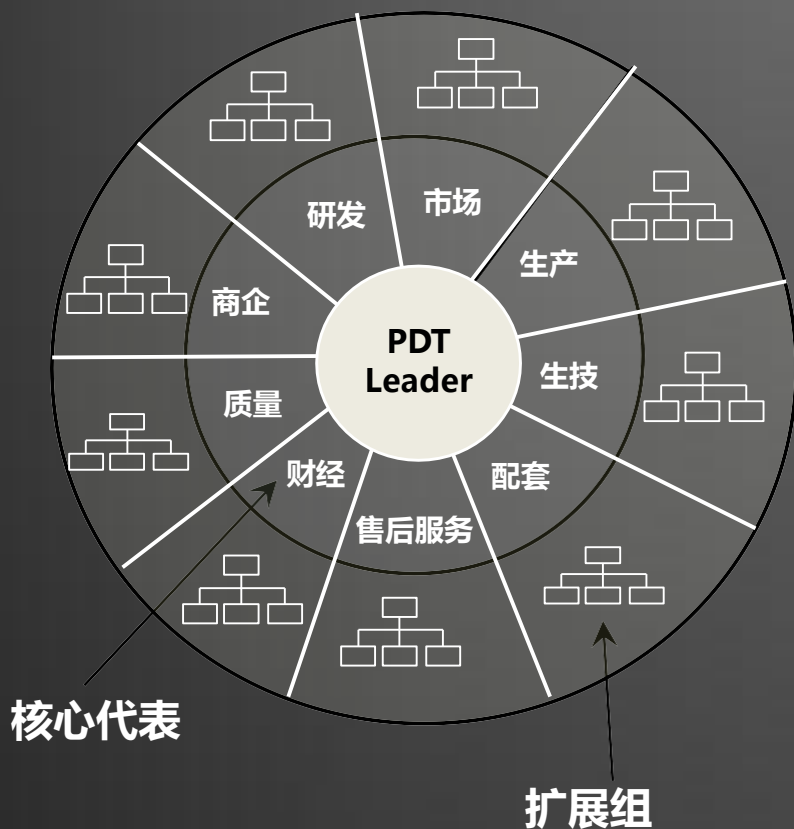 市场
研发
生产
商企
PDT
Leader
生技
质量
财经
配套
售后服务
核心代表
扩展组